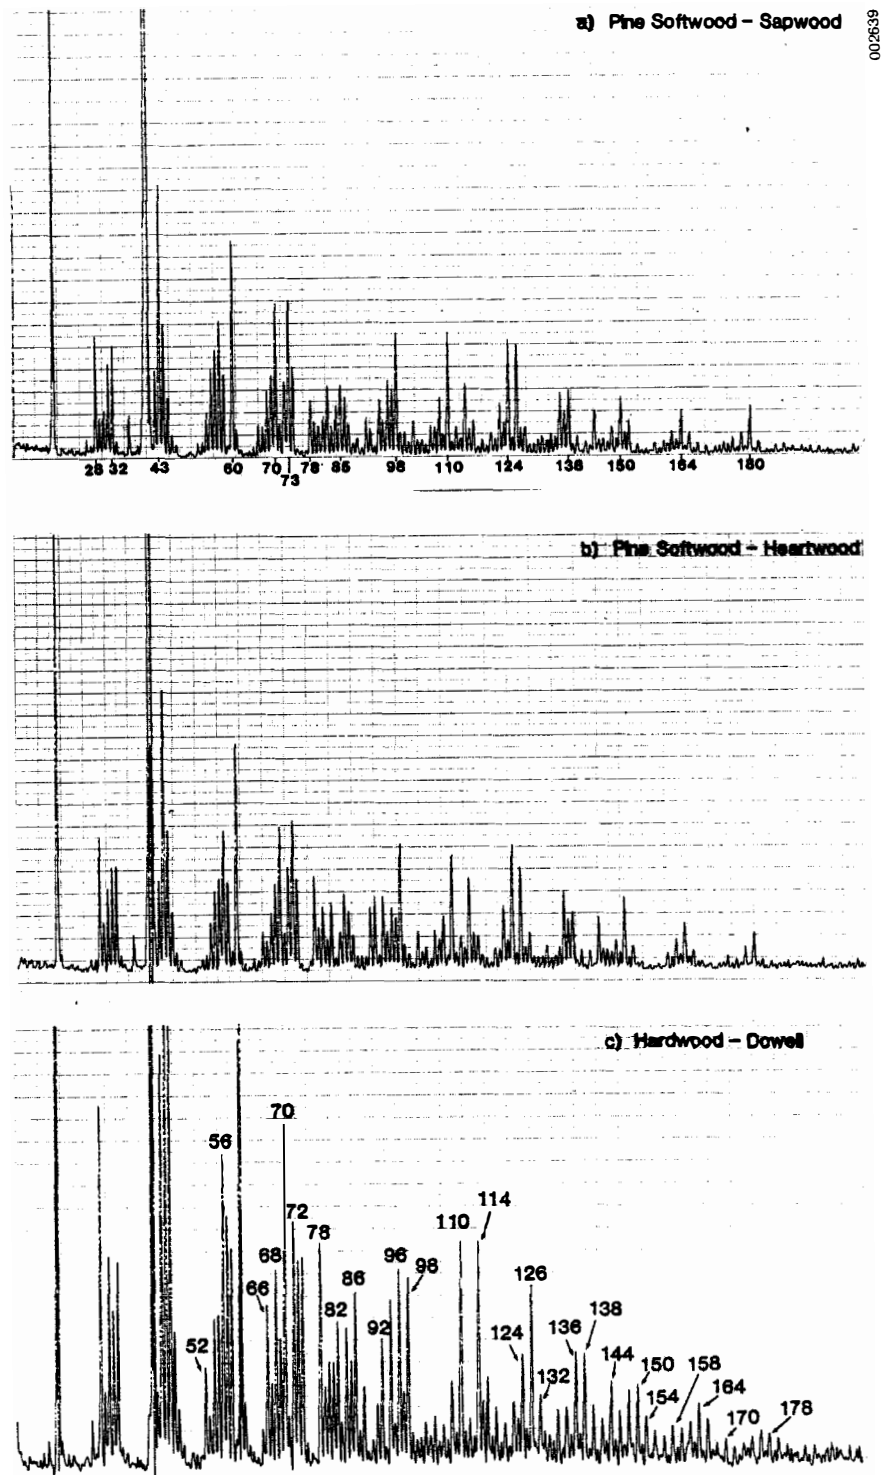 a) Pine Softwood - Sapwood
002639
28 32 43 60 70 73 78 86 98 110 124 138 150 164 180
b) Pine Softwood - Heartwood
c) Hardwood - Dowell
52 56 66 68 70 72 78 82 86 92 96 98 110 114 124 126 132 136 138 144 150 154 158 164 170 178